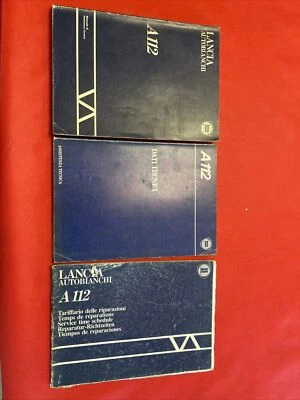 LANCIA
AUTOBIANCHI
A112
A112
DATI TECNICI
ASSISTENZA TECNICA
LANCIA
AUTOBIANCHI
A 112
Tariffario delle riparazioni
Temps de réparations
Service time schedule
Reparatur-Richtzeiten
Tiempos de reparaciones